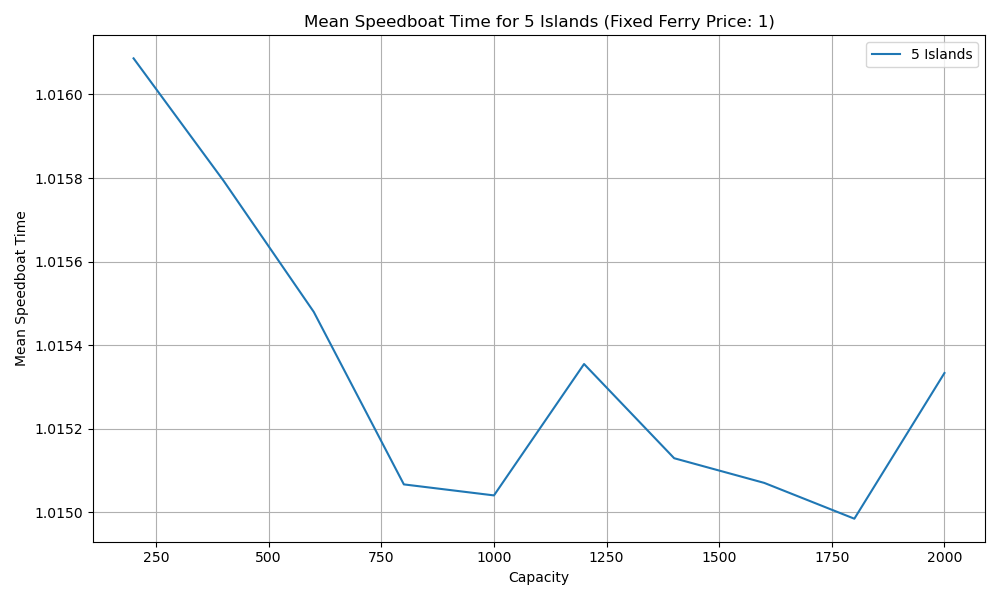 Mean Speedboat Time for 5 Islands (Fixed Ferry Price: 1)
5 Islands
Mean Speedboat Time
1.0160
1.0158
1.0156
1.0154
1.0152
1.0150
250 500 750 1000 1250 1500 1750 2000
Capacity